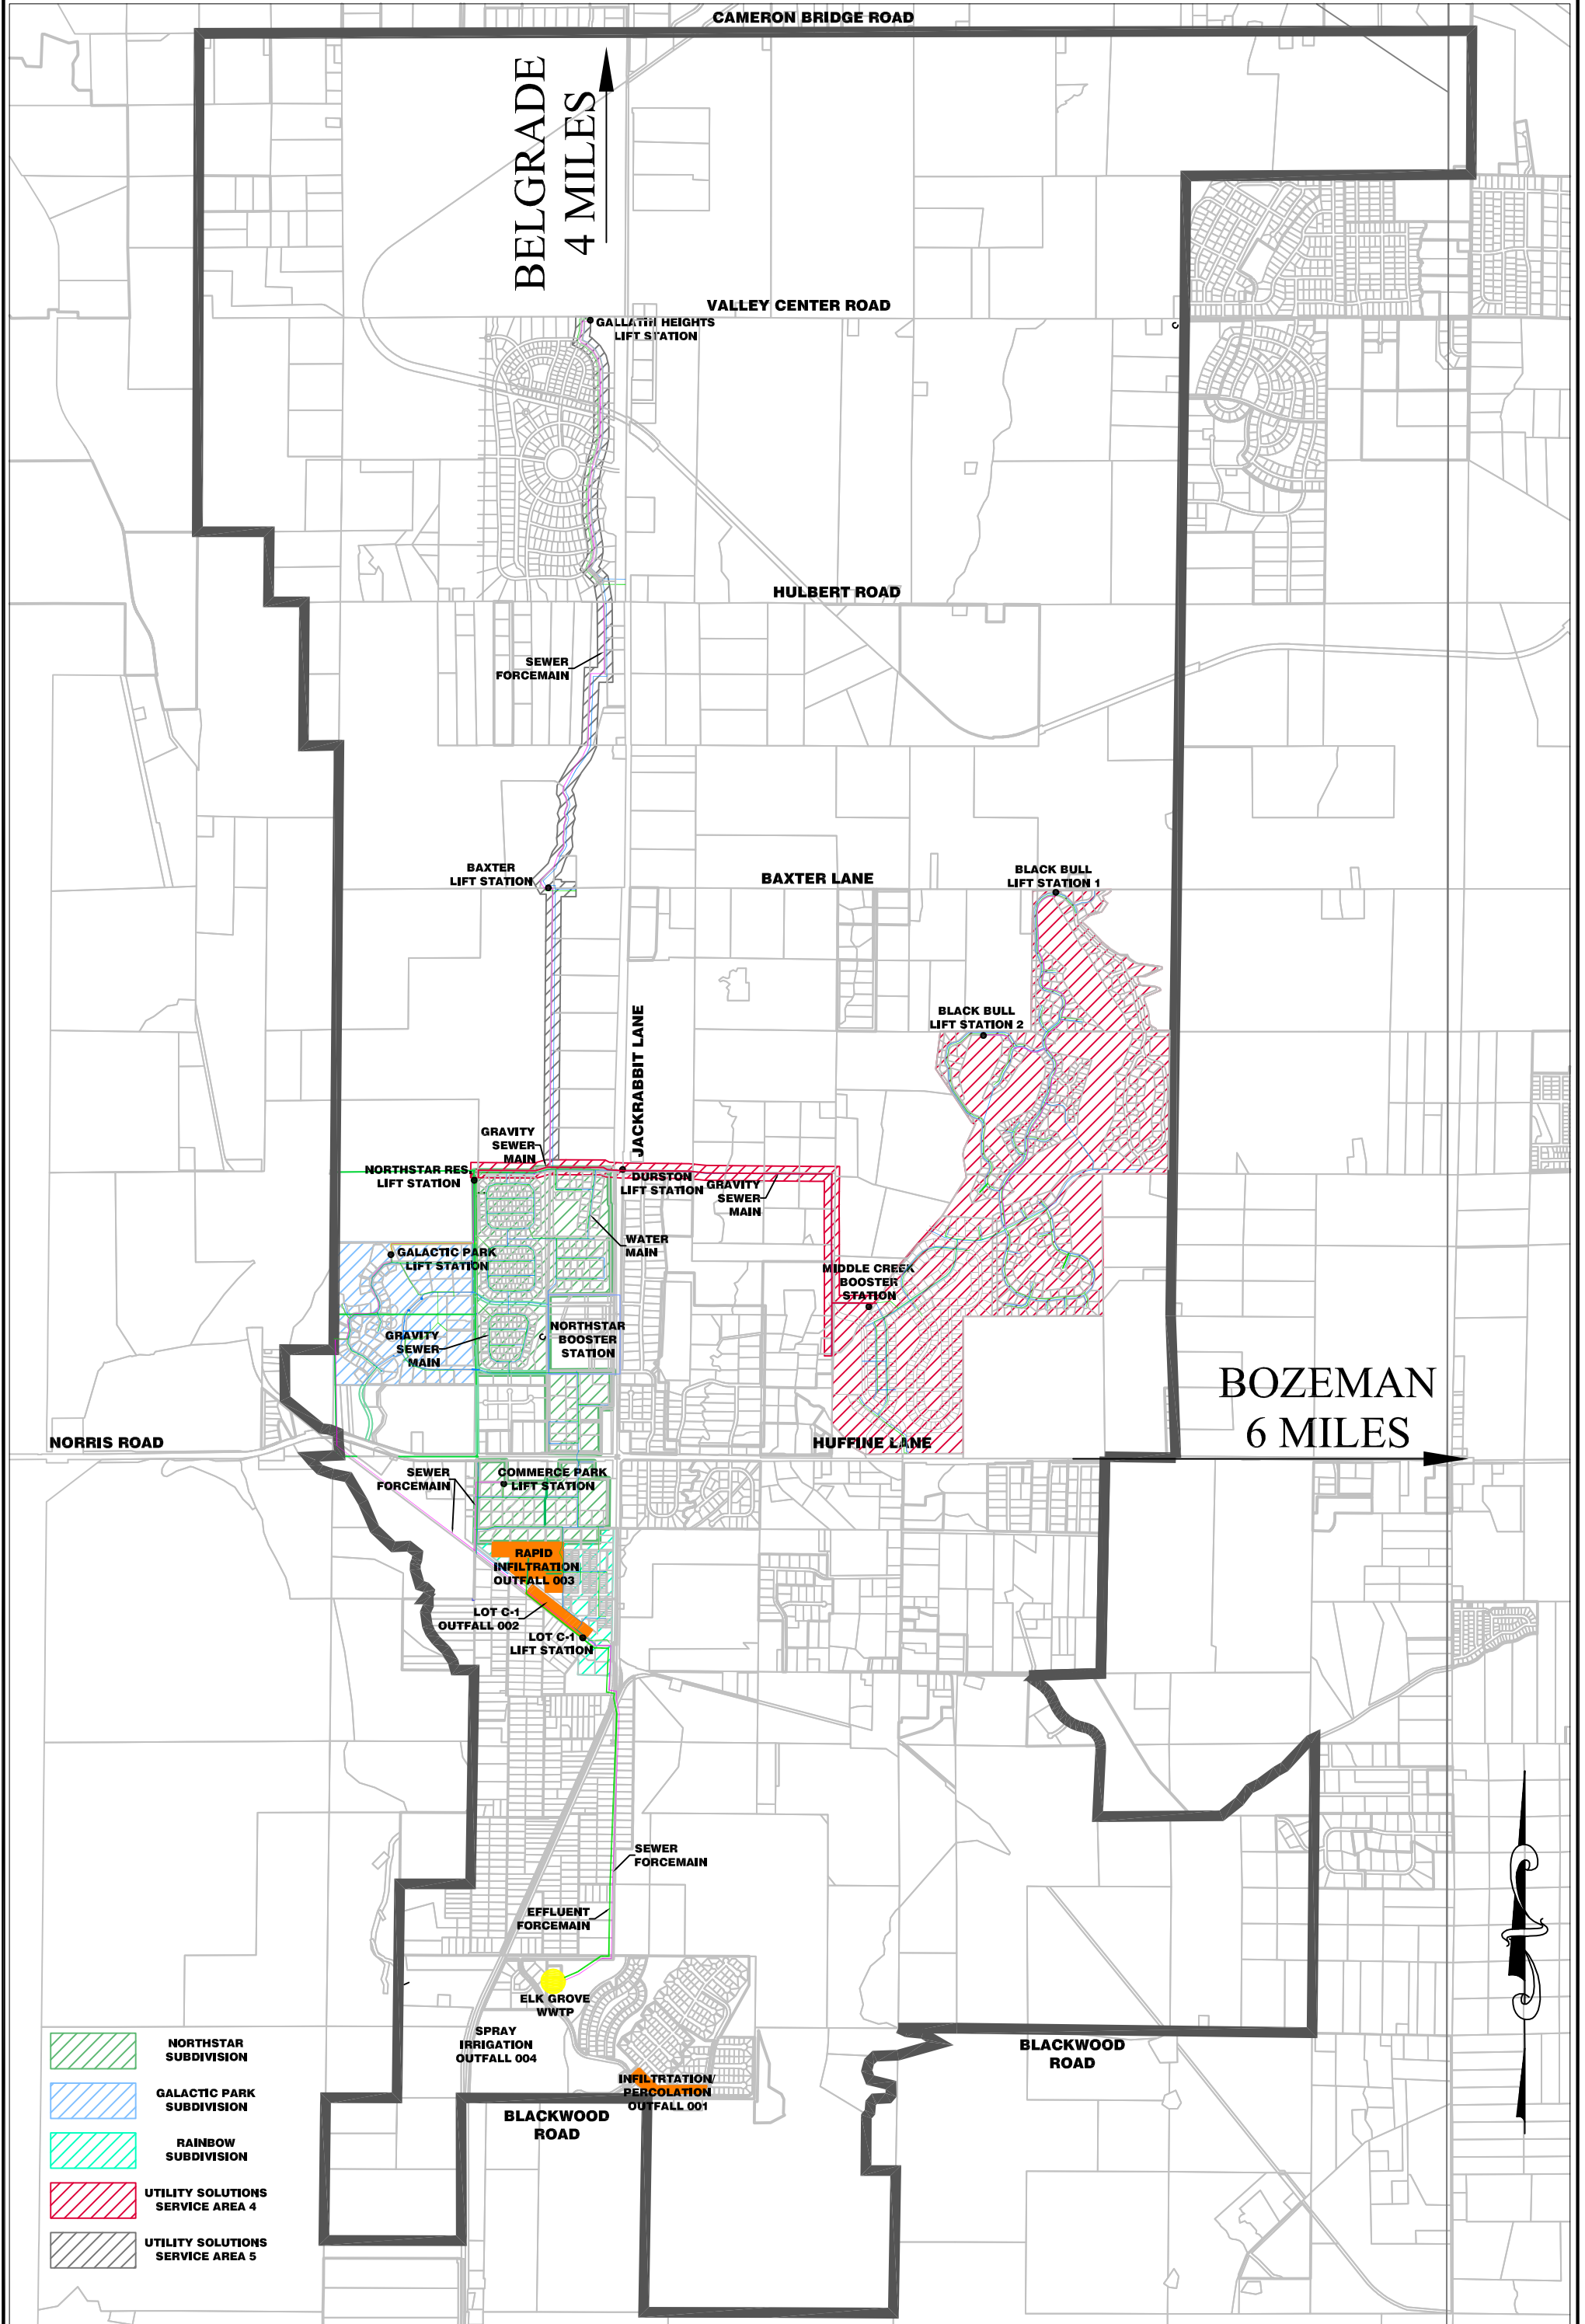 CAMERON BRIDGE ROAD
BELGRADE
4 MILES
VALLEY CENTER ROAD
GALLATIN HEIGHTS
LIFT STATION
HULBERT ROAD
SEWER
FORCEMAIN
BAXTER
LIFT STATION
BAXTER LANE
BLACK BULL
LIFT STATION 1
BLACK BULL
LIFT STATION 2
JACKRABBIT LANE
GRAVITY
SEWER
MAIN
NORTHSTAR RES
LIFT STATION
DURSTON
LIFT STATION
GRAVITY
SEWER
MAIN
WATER
MAIN
GALACTIC PARK
LIFT STATION
MIDDLE CREEK
BOOSTER
STATION
GRAVITY
SEWER
MAIN
NORTHSTAR
BOOSTER
STATION
BOZEMAN
6 MILES
NORRIS ROAD
HUFFINE LANE
SEWER
FORCEMAIN
COMMERCE PARK
LIFT STATION
RAPID
INFILTRATION
OUTFALL 003
LOT C-1
OUTFALL 002
LOT C-1
LIFT STATION
SEWER
FORCEMAIN
EFFLUENT
FORCEMAIN
ELK GROVE
WWTP
SPRAY
IRRIGATION
OUTFALL 004
INFILTRTATION/
PERCOLATION
OUTFALL 001
BLACKWOOD
ROAD
BLACKWOOD
ROAD
NORTHSTAR
SUBDIVISION
GALACTIC PARK
SUBDIVISION
RAINBOW
SUBDIVISION
UTILITY SOLUTIONS
SERVICE AREA 4
UTILITY SOLUTIONS
SERVICE AREA 5